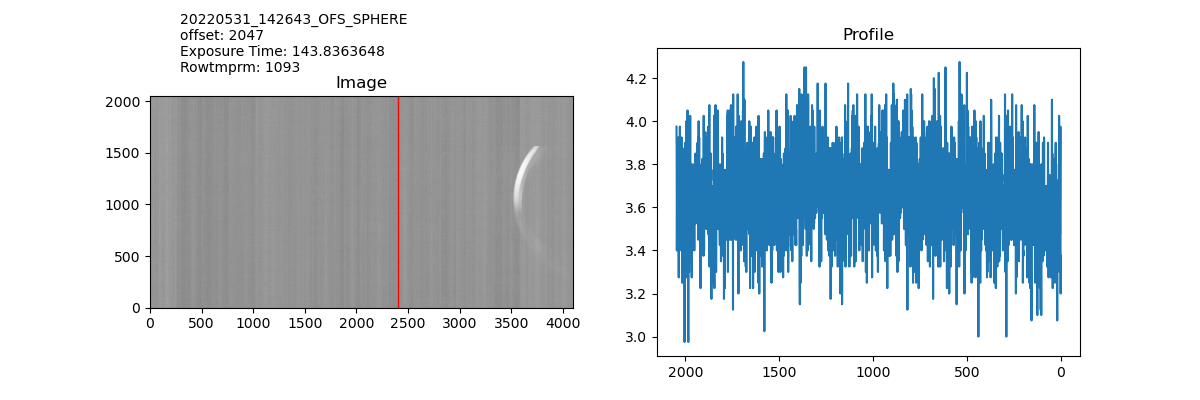 20220531_142643_OFS_SPHERE
offset: 2047
Exposure Time: 143.8363648
Rowtmprm: 1093
Image
2000
1500
1000
500
0
0 500 1000 1500 2000 2500 3000 3500 4000
Profile
4.2
4.0
3.8
3.6
3.4
3.2
3.0
2000 1500 1000 500 0